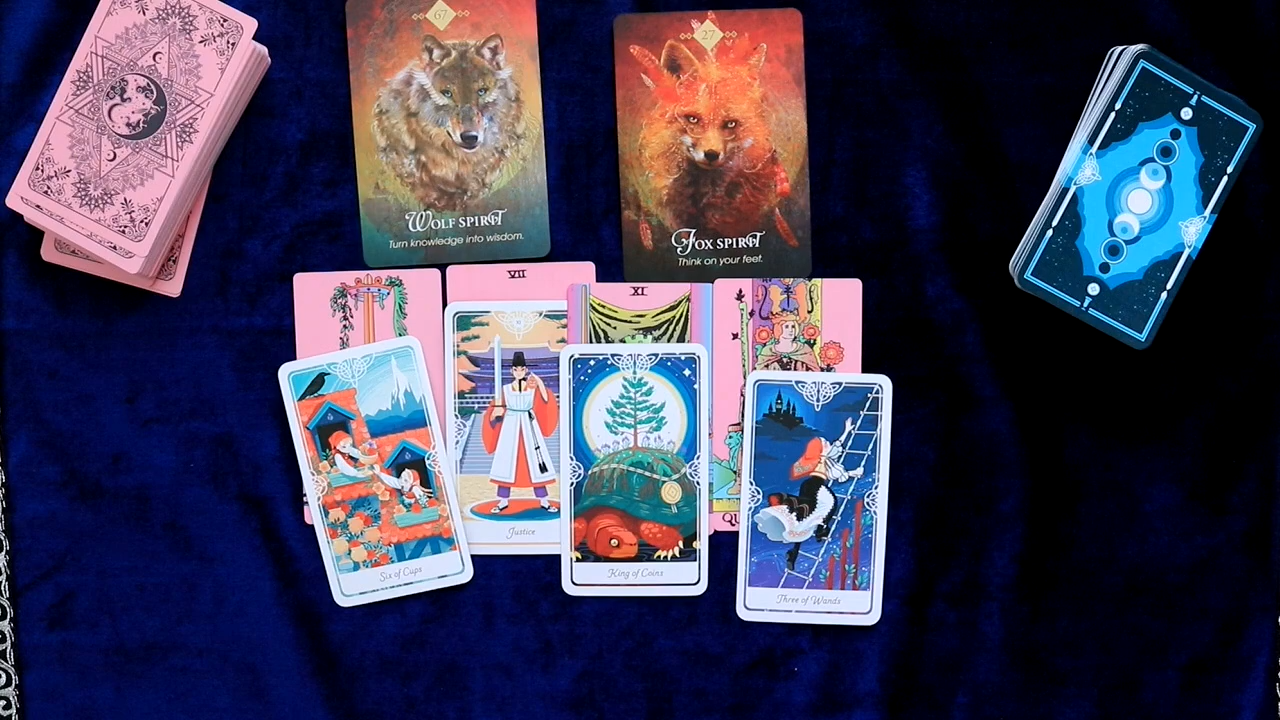 67
WOLF SPIRIT
Turn knowledge into wisdom.
27
FOX SPIRIT
Think on your feet.
VII
XI
QU
Justice
Six of Cups
King of Coins
Three of Wands